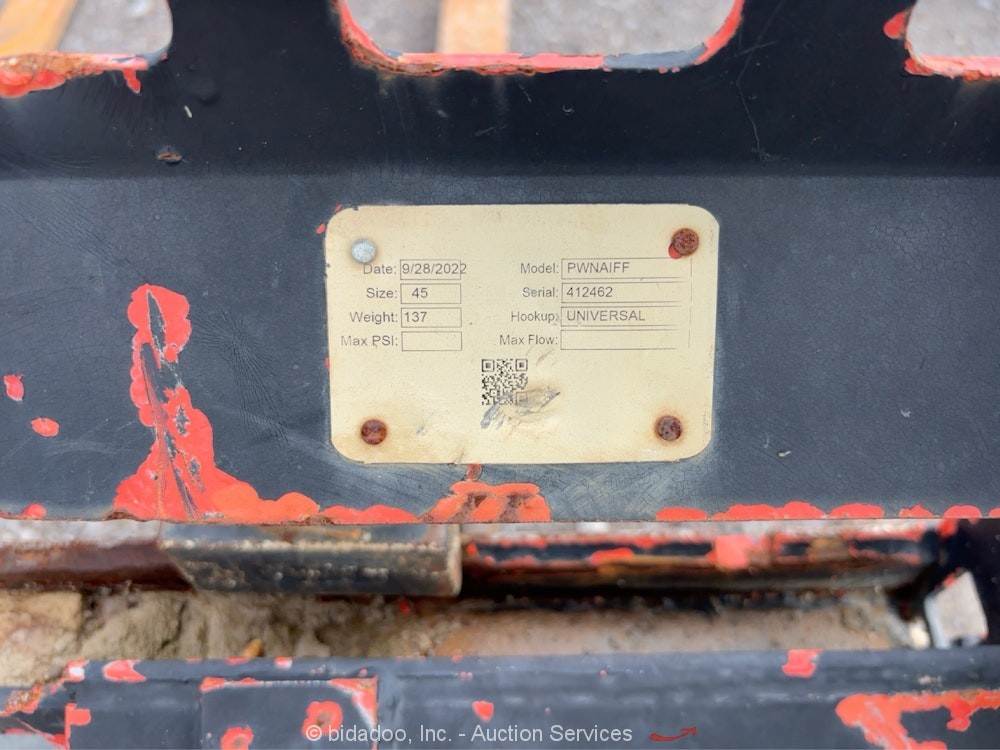 Date: 9/28/2022 Model: PWNAIFF
Size: 45 Serial: 412462
Weight: 137 Hookup: UNIVERSAL
Max PSI: Max Flow:
© bidadoo, Inc. - Auction Services